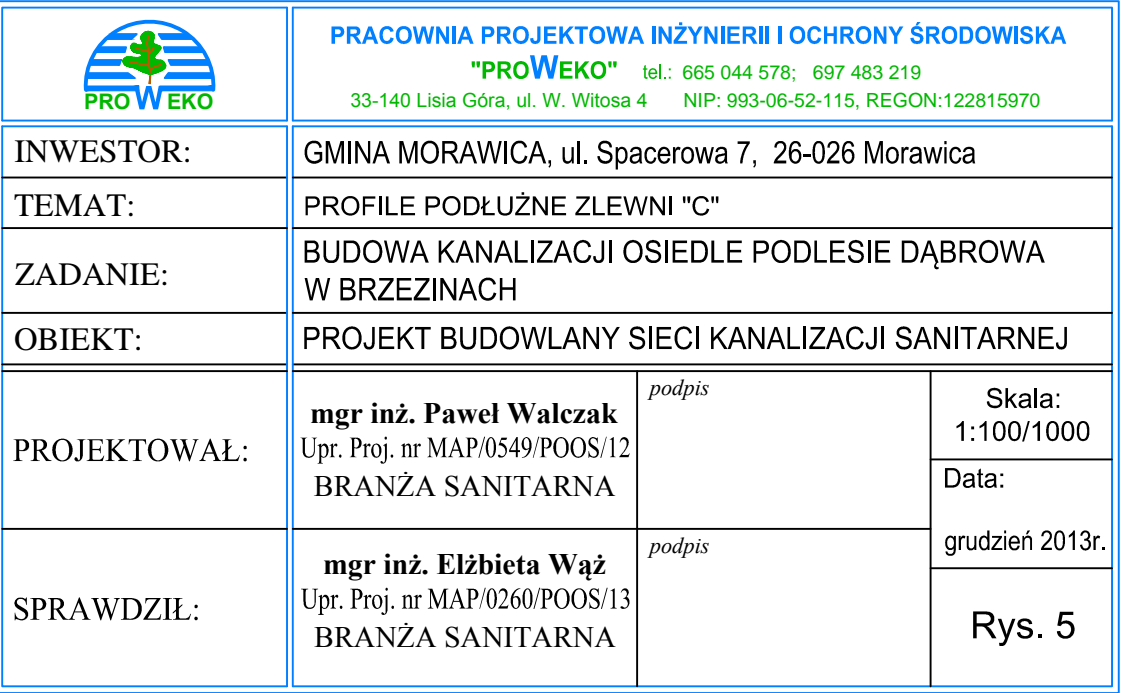 PROWEKO
PRACOWNIA PROJEKTOWA INŻYNIERII I OCHRONY ŚRODOWISKA
"PROWEKO" tel.: 665 044 578; 697 483 219
33-140 Lisia Góra, ul. W. Witosa 4 NIP: 993-06-52-115, REGON:122815970
INWESTOR:
GMINA MORAWICA, ul. Spacerowa 7, 26-026 Morawica
TEMAT:
PROFILE PODŁUŻNE ZLEWNI "C"
ZADANIE:
BUDOWA KANALIZACJI OSIEDLE PODLESIE DĄBROWA
W BRZEZINACH
OBIEKT:
PROJEKT BUDOWLANY SIECI KANALIZACJI SANITARNEJ
PROJEKTOWAŁ:
mgr inż. Paweł Walczak
Upr. Proj. nr MAP/0549/POOS/12
BRANŻA SANITARNA
podpis
Skala:
1:100/1000
Data:
grudzień 2013r.
SPRAWDZIŁ:
mgr inż. Elżbieta Wąż
Upr. Proj. nr MAP/0260/POOS/13
BRANŻA SANITARNA
podpis
Rys. 5